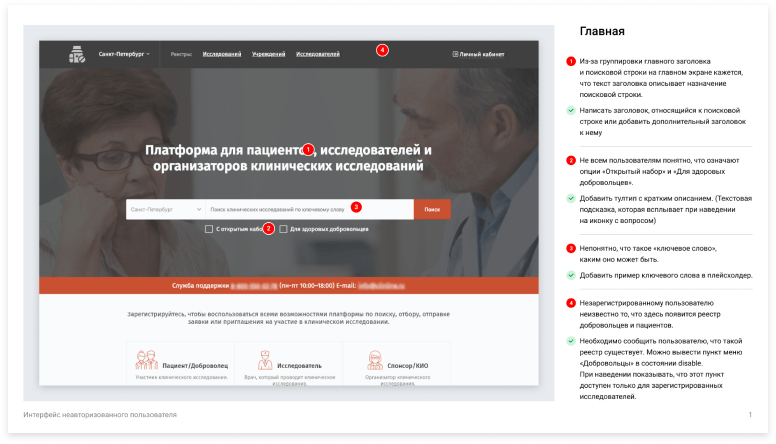 Санкт-Петербург
Реестры:
Исследований
Учреждений
Исследователей
4
Личный кабинет
Платформа для пациентов, исследователей и
организаторов клинических исследований
1
Санкт-Петербург
Поиск клинических исследований по ключевому слову
3
Поиск
С открытым набо
2
Для здоровых добровольцев
Служба поддержки
(пн-пт 10:00–18:00) E-mail:
Зарегистрируйтесь, чтобы воспользоваться всеми возможностями платформы по поиску, отбору, отправке
заявки или приглашения на участие в клиническом исследовании.
Пациент/Доброволец
Участник клинического исследования.
Исследователь
Врач, который проводит клиническое
исследование.
Спонсор/КИО
Организатор клинического
исследования.
Главная
1 Из-за группировки главного заголовка
и поисковой строки на главном экране кажется,
что текст заголовка описывает назначение
поисковой строки.
Написать заголовок, относящийся к поисковой
строке или добавить дополнительный заголовок
к нему
2 Не всем пользователям понятно, что означают
опции «Открытый набор» и «Для здоровых
добровольцев».
Добавить тултип с кратким описанием. (Текстовая
подсказка, которая всплывает при наведении
на иконку с вопросом)
3 Непонятно, что такое «ключевое слово»,
каким оно может быть.
Добавить пример ключевого слова в плейсхолдер.
4 Незарегистрированному пользователю
неизвестно то, что здесь появится реестр
добровольцев и пациентов.
Необходимо сообщить пользователю, что такой
реестр существует. Можно вывести пункт меню
«Добровольцы» в состоянии disable.
При наведении показывать, что этот пункт
доступен только для зарегистрированных
исследователей.
Интерфейс неавторизованного пользователя
1